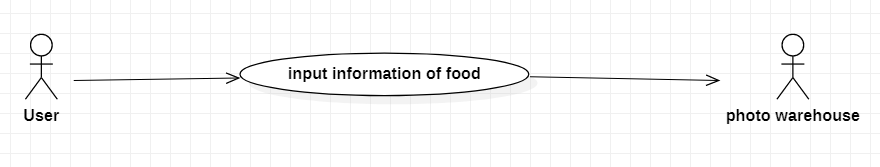 input information of food
User
photo warehouse